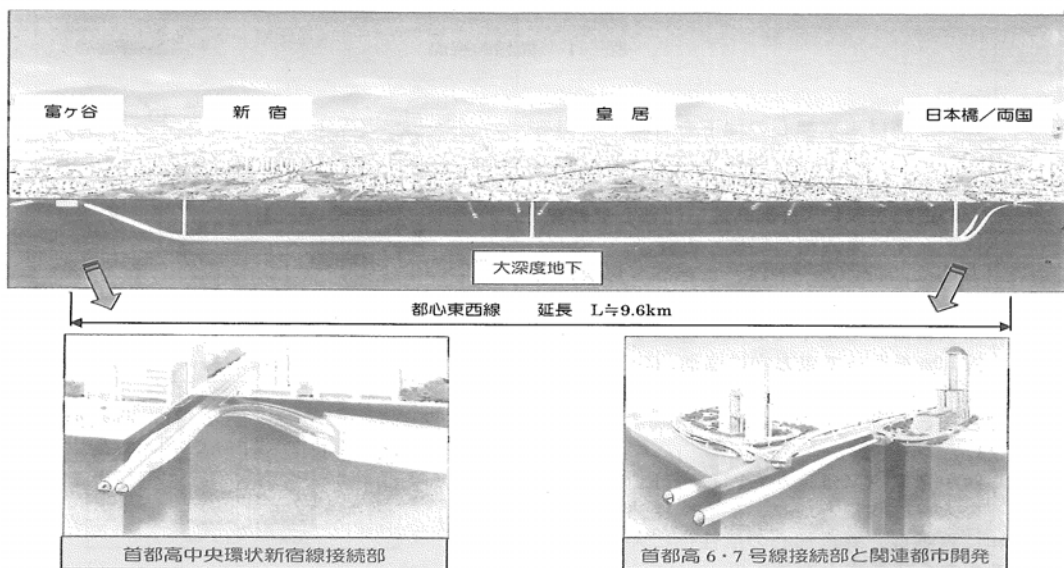 富ヶ谷
新宿
皇居
日本橋／両国
大深度地下
都心東西線　延長　L≒9.6km
首都高中央環状新宿線接続部
首都高6・7号線接続部と関連都市開発